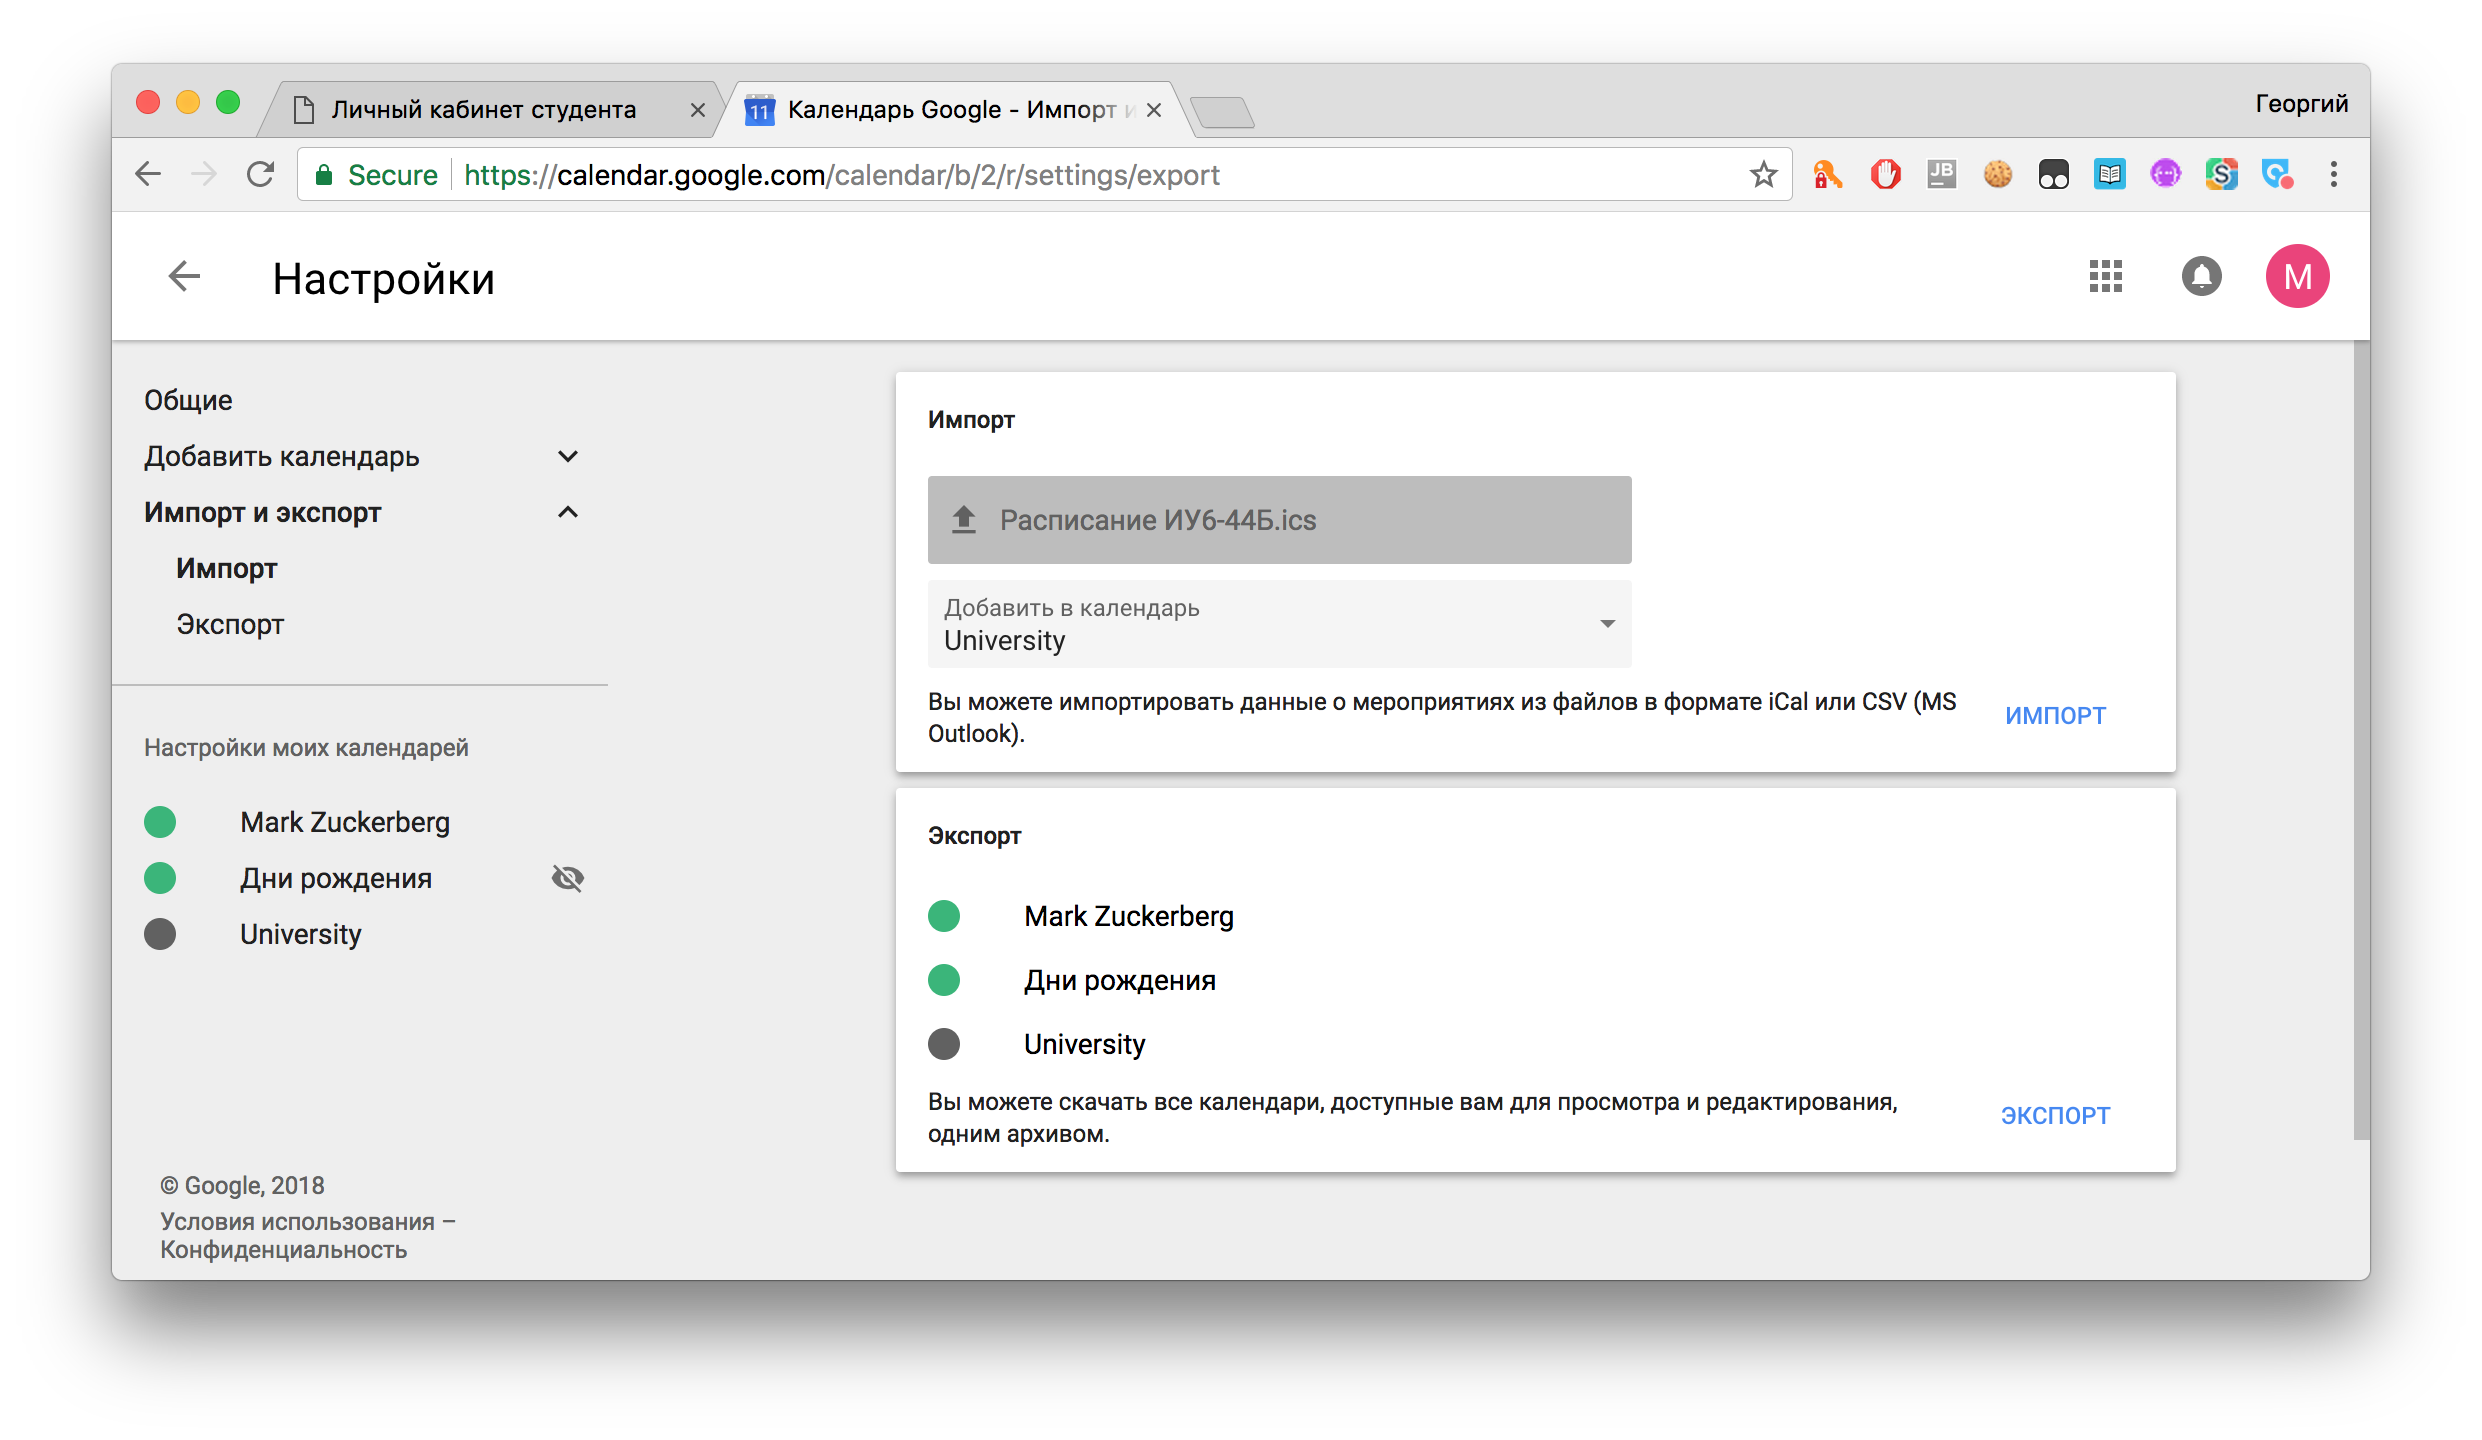 Личный кабинет студента
11
Календарь Google - Импорт и
Георгий
Secure
https://calendar.google.com/calendar/b/2/r/settings/export
JB
S
Настройки
M
Общие
Добавить календарь
Импорт и экспорт
Импорт
Экспорт
Настройки моих календарей
Mark Zuckerberg
Дни рождения
University
© Google, 2018
Условия использования –
Конфиденциальность
Импорт
Расписание ИУ6-44Б.ics
Добавить в календарь
University
Вы можете импортировать данные о мероприятиях из файлов в формате iCal или CSV (MS
Outlook).
ИМПОРТ
Экспорт
Mark Zuckerberg
Дни рождения
University
Вы можете скачать все календари, доступные вам для просмотра и редактирования,
одним архивом.
ЭКСПОРТ